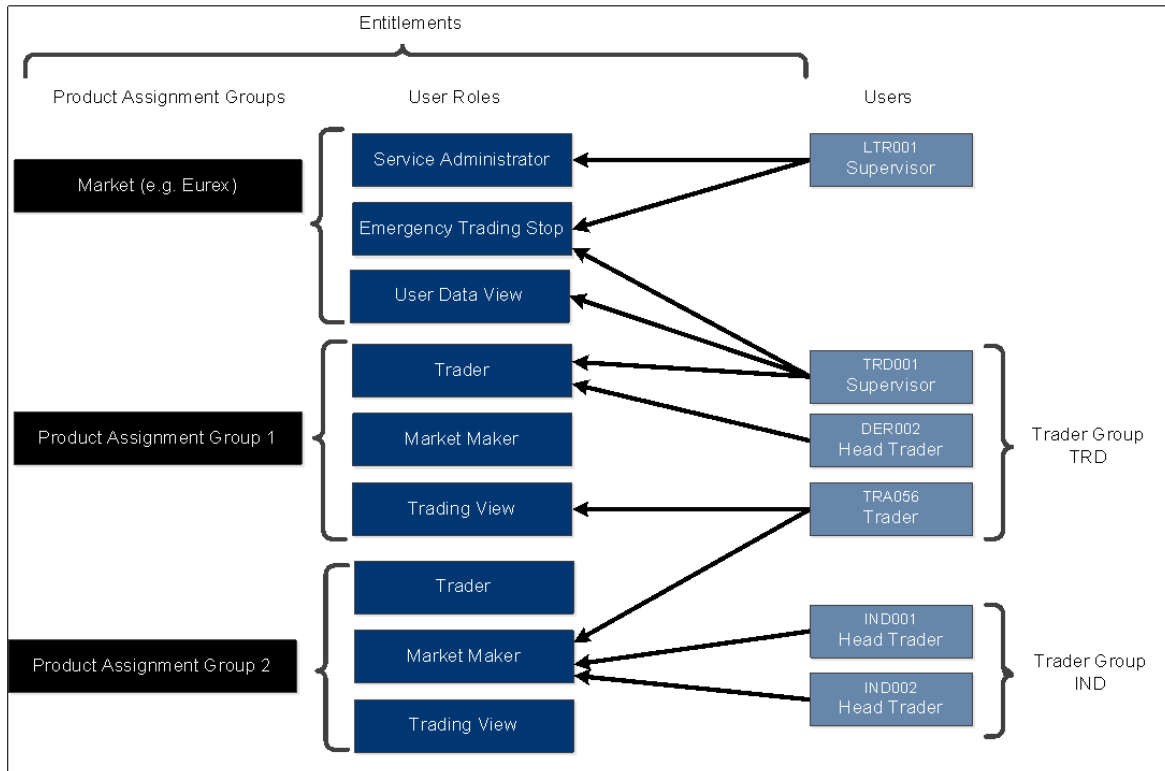 Entitlements
Product Assignment Groups
User Roles
Users
Market (e.g. Eurex)
Service Administrator
Emergency Trading Stop
User Data View
LTR001
Supervisor
Product Assignment Group 1
Trader
Market Maker
Trading View
TRD001
Supervisor
DER002
Head Trader
TRA056
Trader
Trader Group
TRD
Product Assignment Group 2
Trader
Market Maker
Trading View
IND001
Head Trader
IND002
Head Trader
Trader Group
IND